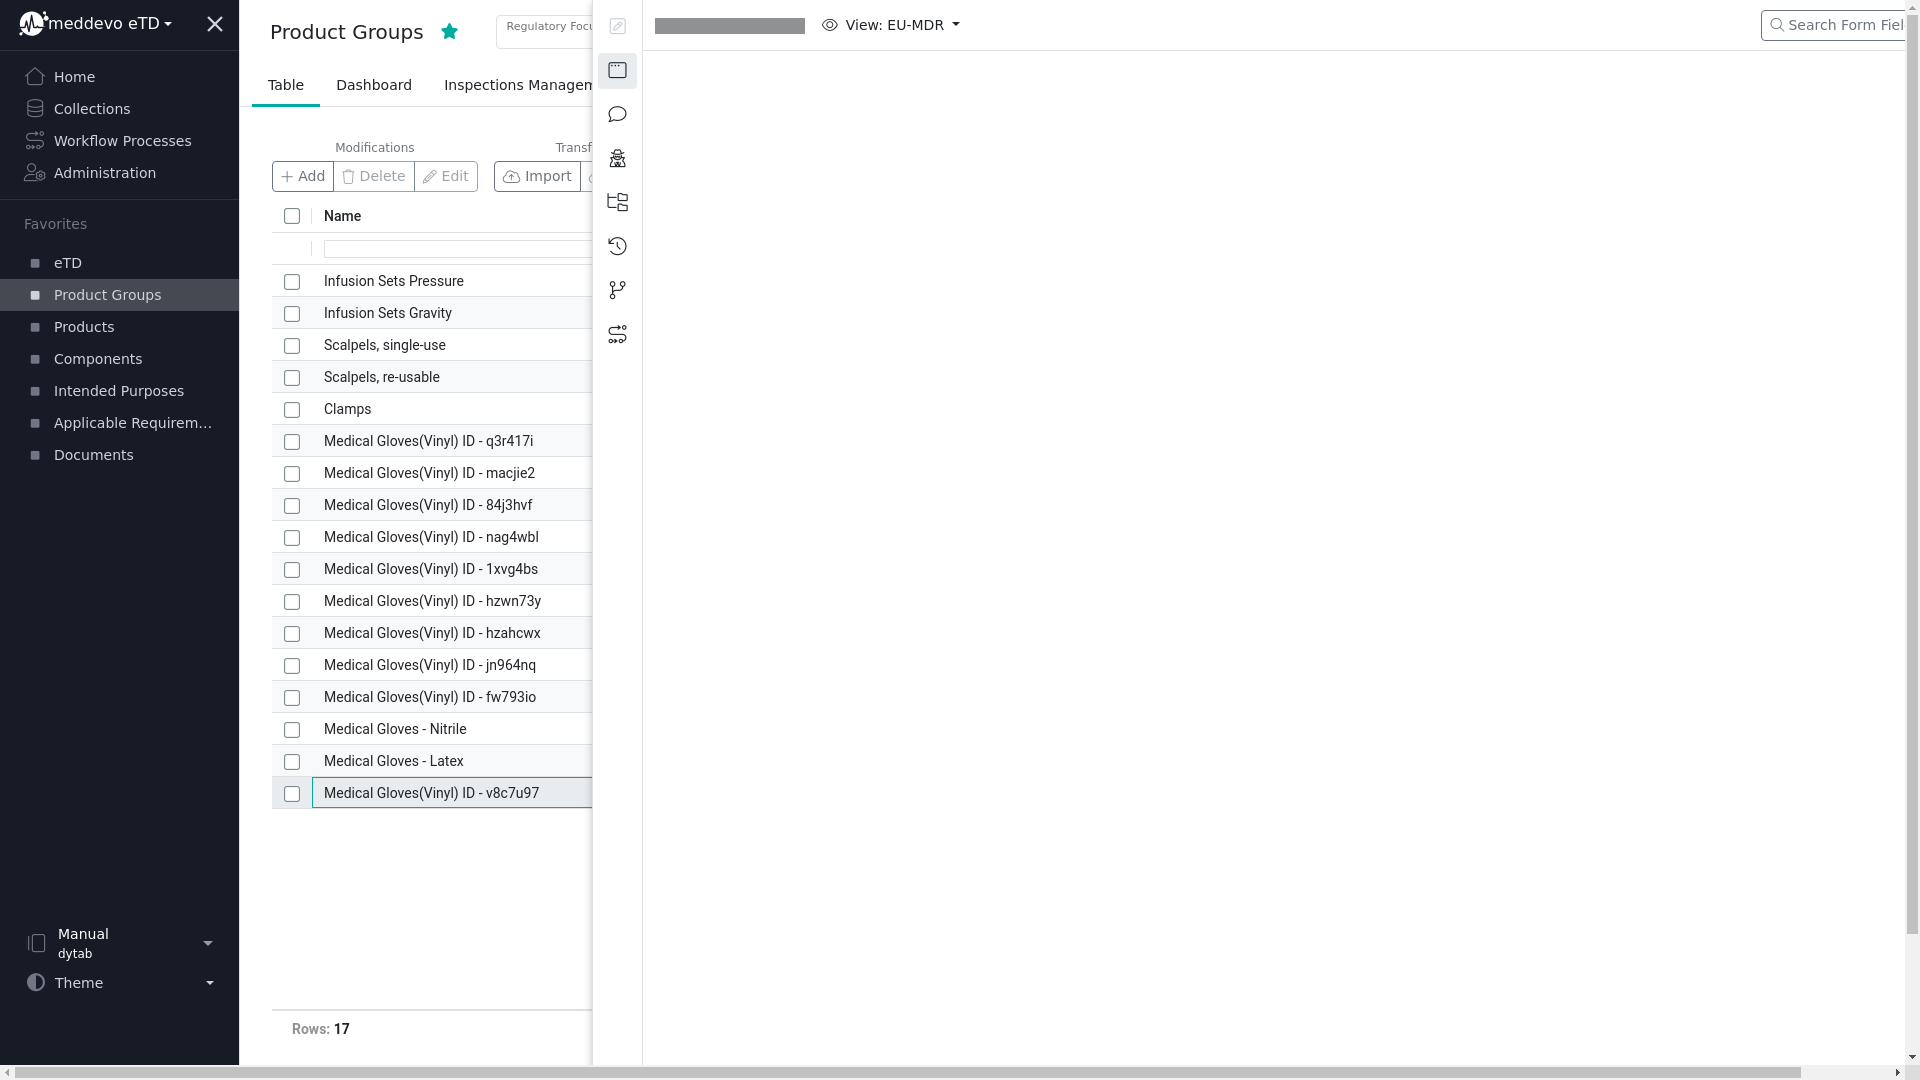 meddevo eTD
Home
Collections
Workflow Processes
Administration
Favorites
eTD
Product Groups
Products
Components
Intended Purposes
Applicable Requirem...
Documents
Manual
dytab
Theme
Product Groups
Regulatory Focu
Table
Dashboard
Inspections Managem
Modifications
Transf
Add
Delete
Edit
Import
Name
Infusion Sets Pressure
Infusion Sets Gravity
Scalpels, single-use
Scalpels, re-usable
Clamps
Medical Gloves(Vinyl) ID - q3r417i
Medical Gloves(Vinyl) ID - macjie2
Medical Gloves(Vinyl) ID - 84j3hvf
Medical Gloves(Vinyl) ID - nag4wbl
Medical Gloves(Vinyl) ID - 1xvg4bs
Medical Gloves(Vinyl) ID - hzwn73y
Medical Gloves(Vinyl) ID - hzahcwx
Medical Gloves(Vinyl) ID - jn964nq
Medical Gloves(Vinyl) ID - fw793io
Medical Gloves - Nitrile
Medical Gloves - Latex
Medical Gloves(Vinyl) ID - v8c7u97
Rows: 17
View: EU-MDR
Search Form Fiel